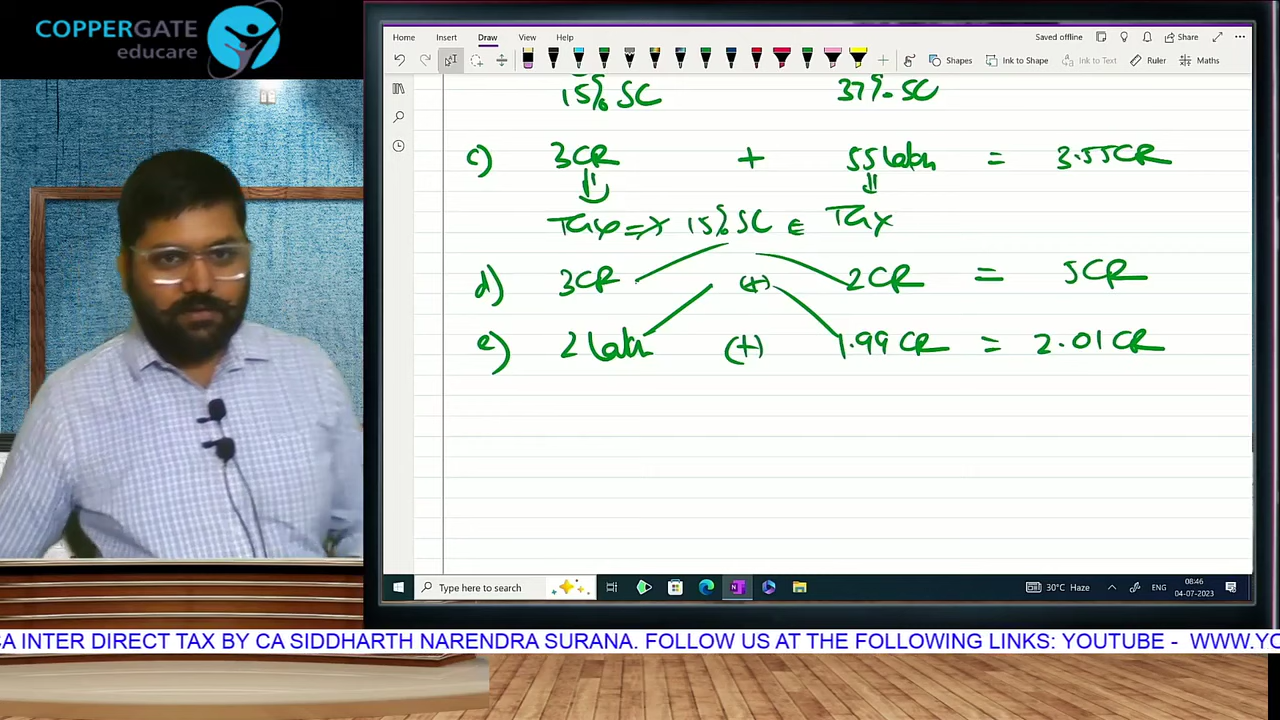 COPPERGATE
educare
Home Insert Draw View Help
Saved offline
Share
Shapes Ink to Shape Ink to Text Ruler Maths
15% SC 37% SC
c) 3CR + 55 lakh = 3.55CR
Tax => 15% SC & Tax
d) 3CR (+) 2CR = 5CR
e) 2 lakh (+) 1.99 CR = 2.01 CR
Type here to search
30°C Haze
ENG
08:46
04-07-2023
CA INTER DIRECT TAX BY CA SIDDHARTH NARENDRA SURANA. FOLLOW US AT THE FOLLOWING LINKS: YOUTUBE - WWW.YO